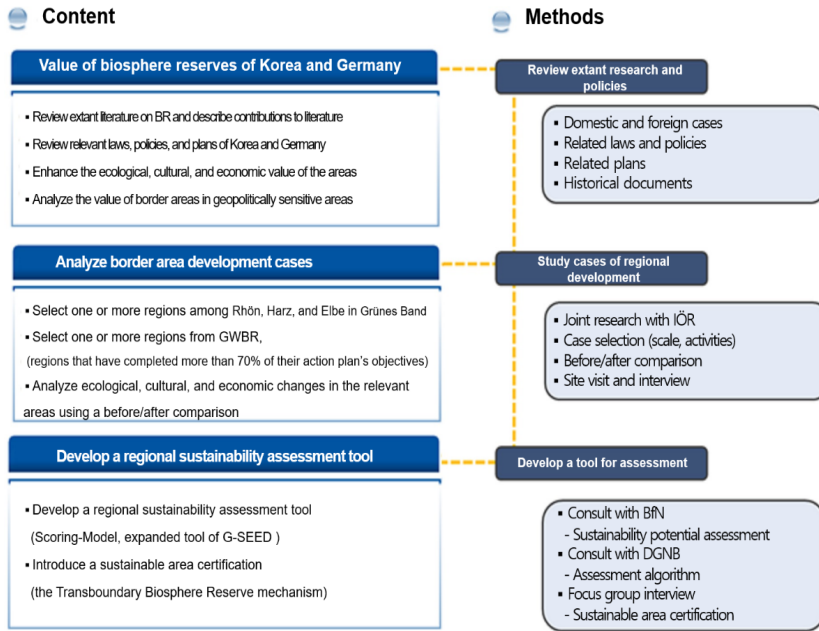 Content
Value of biosphere reserves of Korea and Germany
▪ Review extant literature on BR and describe contributions to literature
▪ Review relevant laws, policies, and plans of Korea and Germany
▪ Enhance the ecological, cultural, and economic value of the areas
▪ Analyze the value of border areas in geopolitically sensitive areas
Analyze border area development cases
▪ Select one or more regions among Rhön, Harz, and Elbe in Grünes Band
▪ Select one or more regions from GWBR,
(regions that have completed more than 70% of their action plan's objectives)
▪ Analyze ecological, cultural, and economic changes in the relevant
areas using a before/after comparison
Develop a regional sustainability assessment tool
▪ Develop a regional sustainability assessment tool
(Scoring-Model, expanded tool of G-SEED )
▪ Introduce a sustainable area certification
(the Transboundary Biosphere Reserve mechanism)
Methods
Review extant research and
policies
▪ Domestic and foreign cases
▪ Related laws and policies
▪ Related plans
▪ Historical documents
Study cases of regional
development
▪ Joint research with IÖR
▪ Case selection (scale, activities)
▪ Before/after comparison
▪ Site visit and interview
Develop a tool for assessment
▪ Consult with BfN
- Sustainability potential assessment
▪ Consult with DGNB
- Assessment algorithm
▪ Focus group interview
- Sustainable area certification